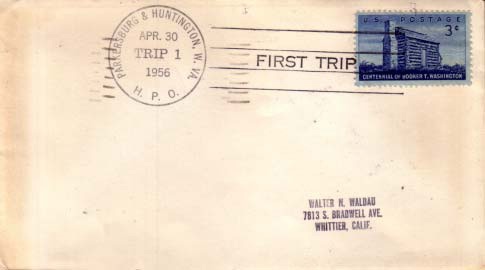 PARKERSBURG & HUNTINGTON, W. VA.
APR. 30
TRIP 1
1956
H. P. O.
FIRST TRIP
U.S. POSTAGE
3¢
CENTENNIAL OF BOOKER T. WASHINGTON
WALTER N. WALDAU
7813 S. BRADWELL AVE.
WHITTIER, CALIF.